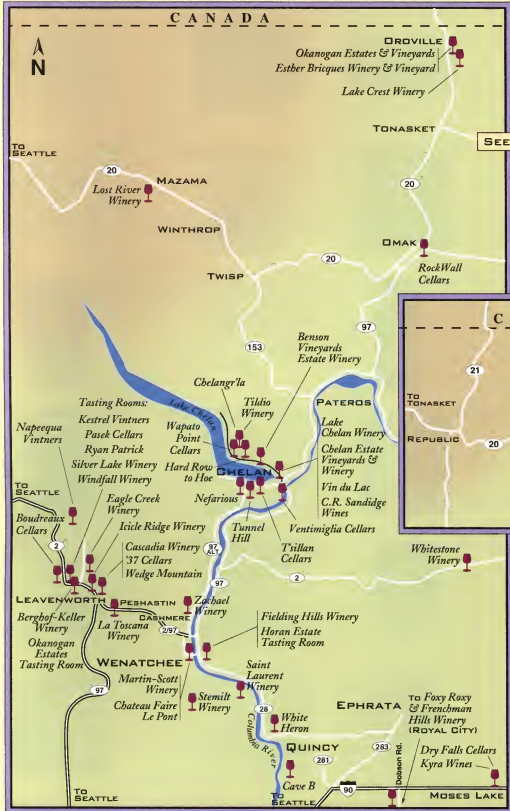 CANADA
N
OROVILLE
Okanogan Estates & Vineyards
Esther Bricques Winery & Vineyard
Lake Crest Winery
TONASKET
SEE
TO
SEATTLE
20
MAZAMA
Lost River
Winery
20
WINTHROP
OMAK
20
RockWall
Cellars
TWISP
97
C
21
TO
TONASKET
REPUBLIC
20
153
Benson
Vineyards
Estate Winery
PATEROS
Chelangr'la
Lake Chelan
Tildio
Winery
Wapato
Point
Cellars
Hard Row
to Hoe
CHELAN
Nefarious
Tunnel
Hill
T'sillan
Cellars
Lake
Chelan Winery
Chelan Estate
Vineyards &
Winery
Vin du Lac
C.R. Sandidge
Wines
Ventimiglia Cellars
Tasting Rooms:
Kestrel Vintners
Pasek Cellars
Ryan Patrick
Silver Lake Winery
Windfall Winery
Napeequa
Vintners
TO
SEATTLE
Eagle Creek
Winery
Boudreaux
Cellars
Icicle Ridge Winery
2
Cascadia Winery
'37 Cellars
Wedge Mountain
97
ALT
97
2
Whitestone
Winery
LEAVENWORTH
PESHASTIN
Berghof-Keller
Winery
La Toscana
Winery
CASHMERE
Zachael
Winery
2/97
Okanogan
Estates
Tasting Room
Fielding Hills Winery
Horan Estate
Tasting Room
WENATCHEE
Martin-Scott
Winery
Chateau Faire
Le Pont
Stemilt
Winery
Saint
Laurent
Winery
97
28
Columbia River
White
Heron
EPHRATA
TO Foxy Roxy
& Frenchman
Hills Winery
(ROYAL CITY)
QUINCY
281
283
Dobson Rd.
Dry Falls Cellars
Kyra Wines
Cave B
90
MOSES LAKE
TO
SEATTLE
TO
SEATTLE